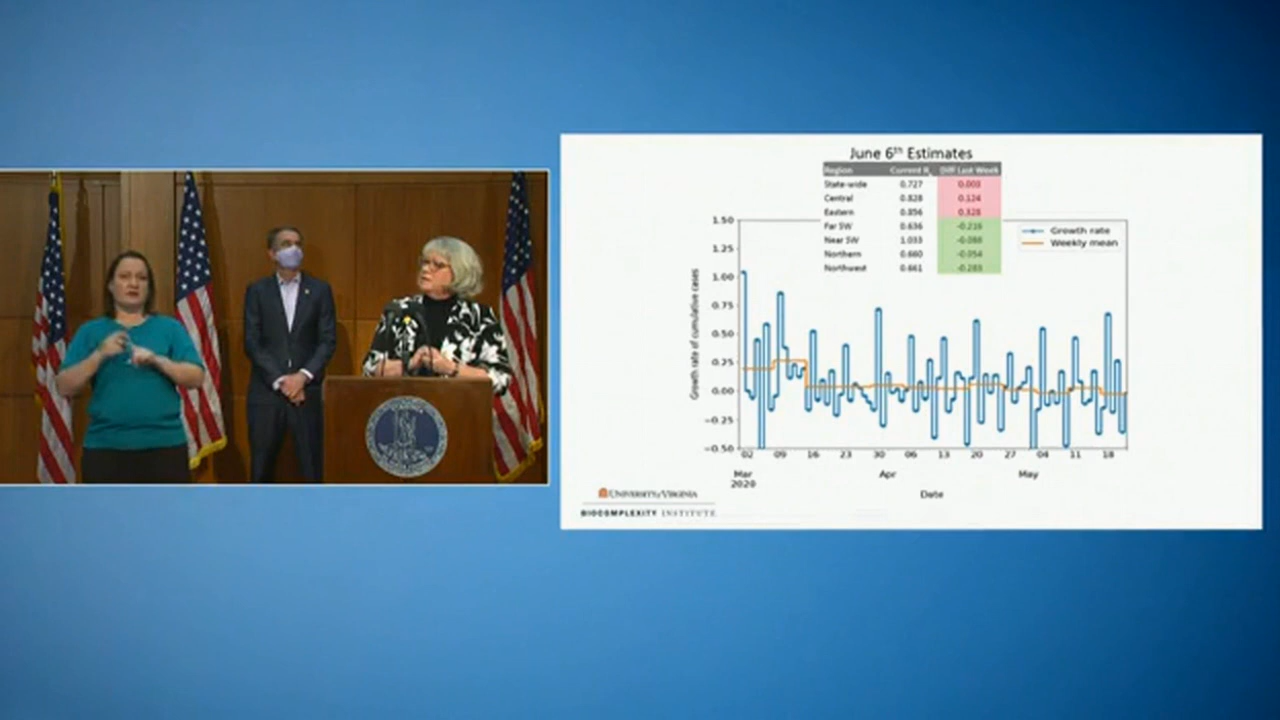 June 6th Estimates
Region Current R Diff Last Week
State-wide 0.727 0.003
Central 0.828 0.124
Eastern 0.856 0.328
Far SW 0.636 -0.216
Near SW 1.033 -0.088
Northern 0.660 -0.054
Northwest 0.661 -0.283
Growth rate
Weekly mean
Growth rate of cumulative cases
1.50
1.25
1.00
0.75
0.50
0.25
0.00
−0.25
−0.50
02 09 16 23 30 06 13 20 27 04 11 18
Mar Apr May
2020
Date
UNIVERSITY of VIRGINIA
BIOCOMPLEXITY INSTITUTE
VIRGINIA